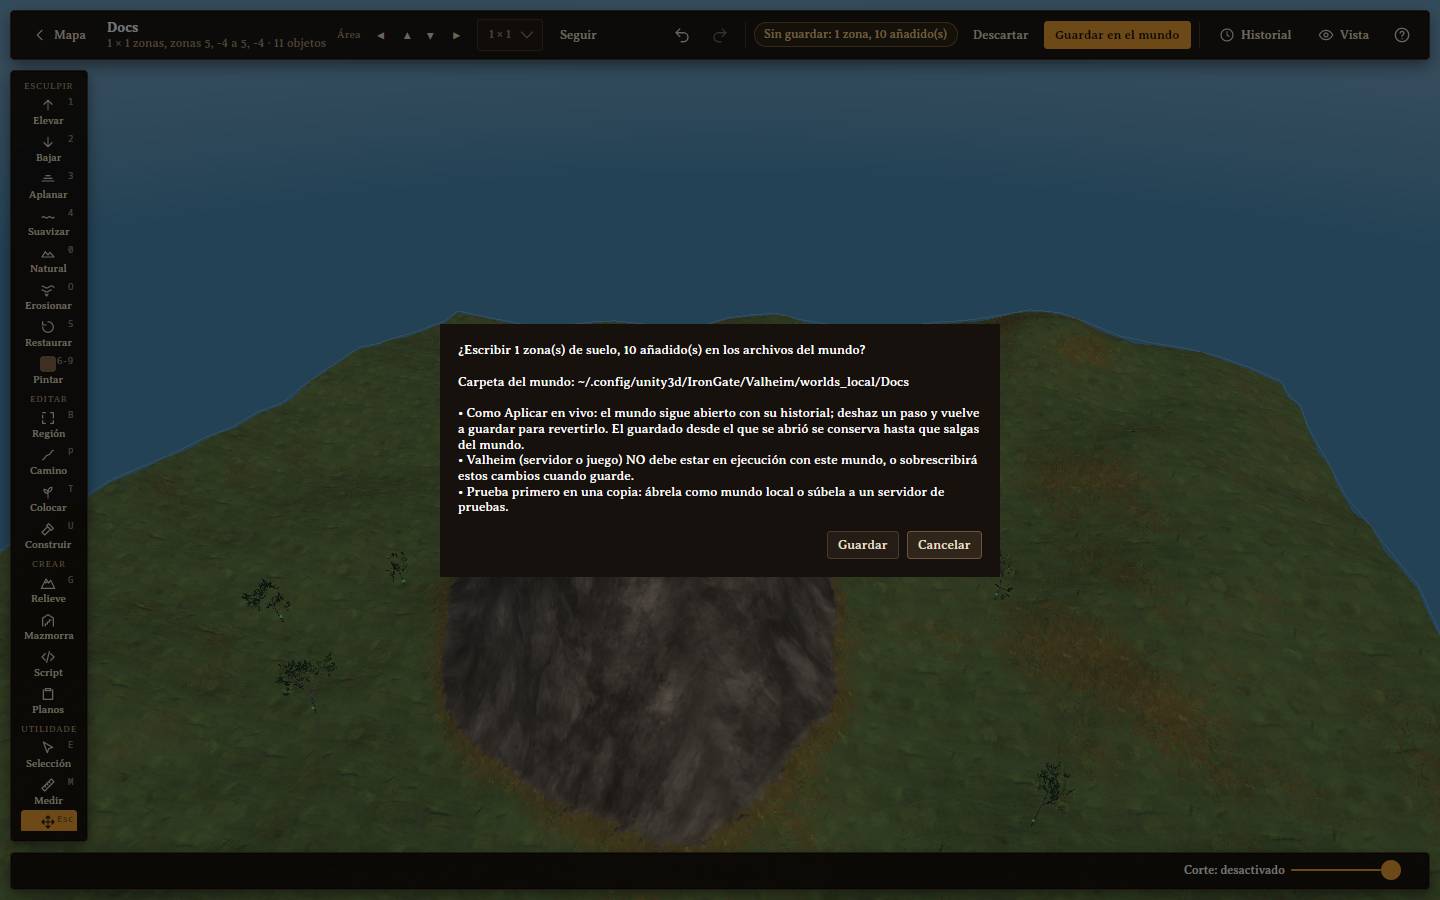 Mapa
Docs
1 × 1 zonas, zonas 5, -4 a 5, -4 · 11 objetos
Área
1 × 1
Seguir
Sin guardar: 1 zona, 10 añadido(s)
Descartar
Guardar en el mundo
Historial
Vista
ESCULPIR
1
Elevar
2
Bajar
3
Aplanar
4
Suavizar
0
Natural
O
Erosionar
5
Restaurar
6-9
Pintar
EDITAR
B
Región
P
Camino
T
Colocar
U
Construir
CREAR
G
Relieve
Mazmorra
Script
Planos
UTILIDADE
E
Selección
M
Medir
Esc
¿Escribir 1 zona(s) de suelo, 10 añadido(s) en los archivos del mundo?
Carpeta del mundo: ~/.config/unity3d/IronGate/Valheim/worlds_local/Docs
• Como Aplicar en vivo: el mundo sigue abierto con su historial; deshaz un paso y vuelve
a guardar para revertirlo. El guardado desde el que se abrió se conserva hasta que salgas
del mundo.
• Valheim (servidor o juego) NO debe estar en ejecución con este mundo, o sobrescribirá
estos cambios cuando guarde.
• Prueba primero en una copia: ábrela como mundo local o súbela a un servidor de
pruebas.
Guardar
Cancelar
Corte: desactivado